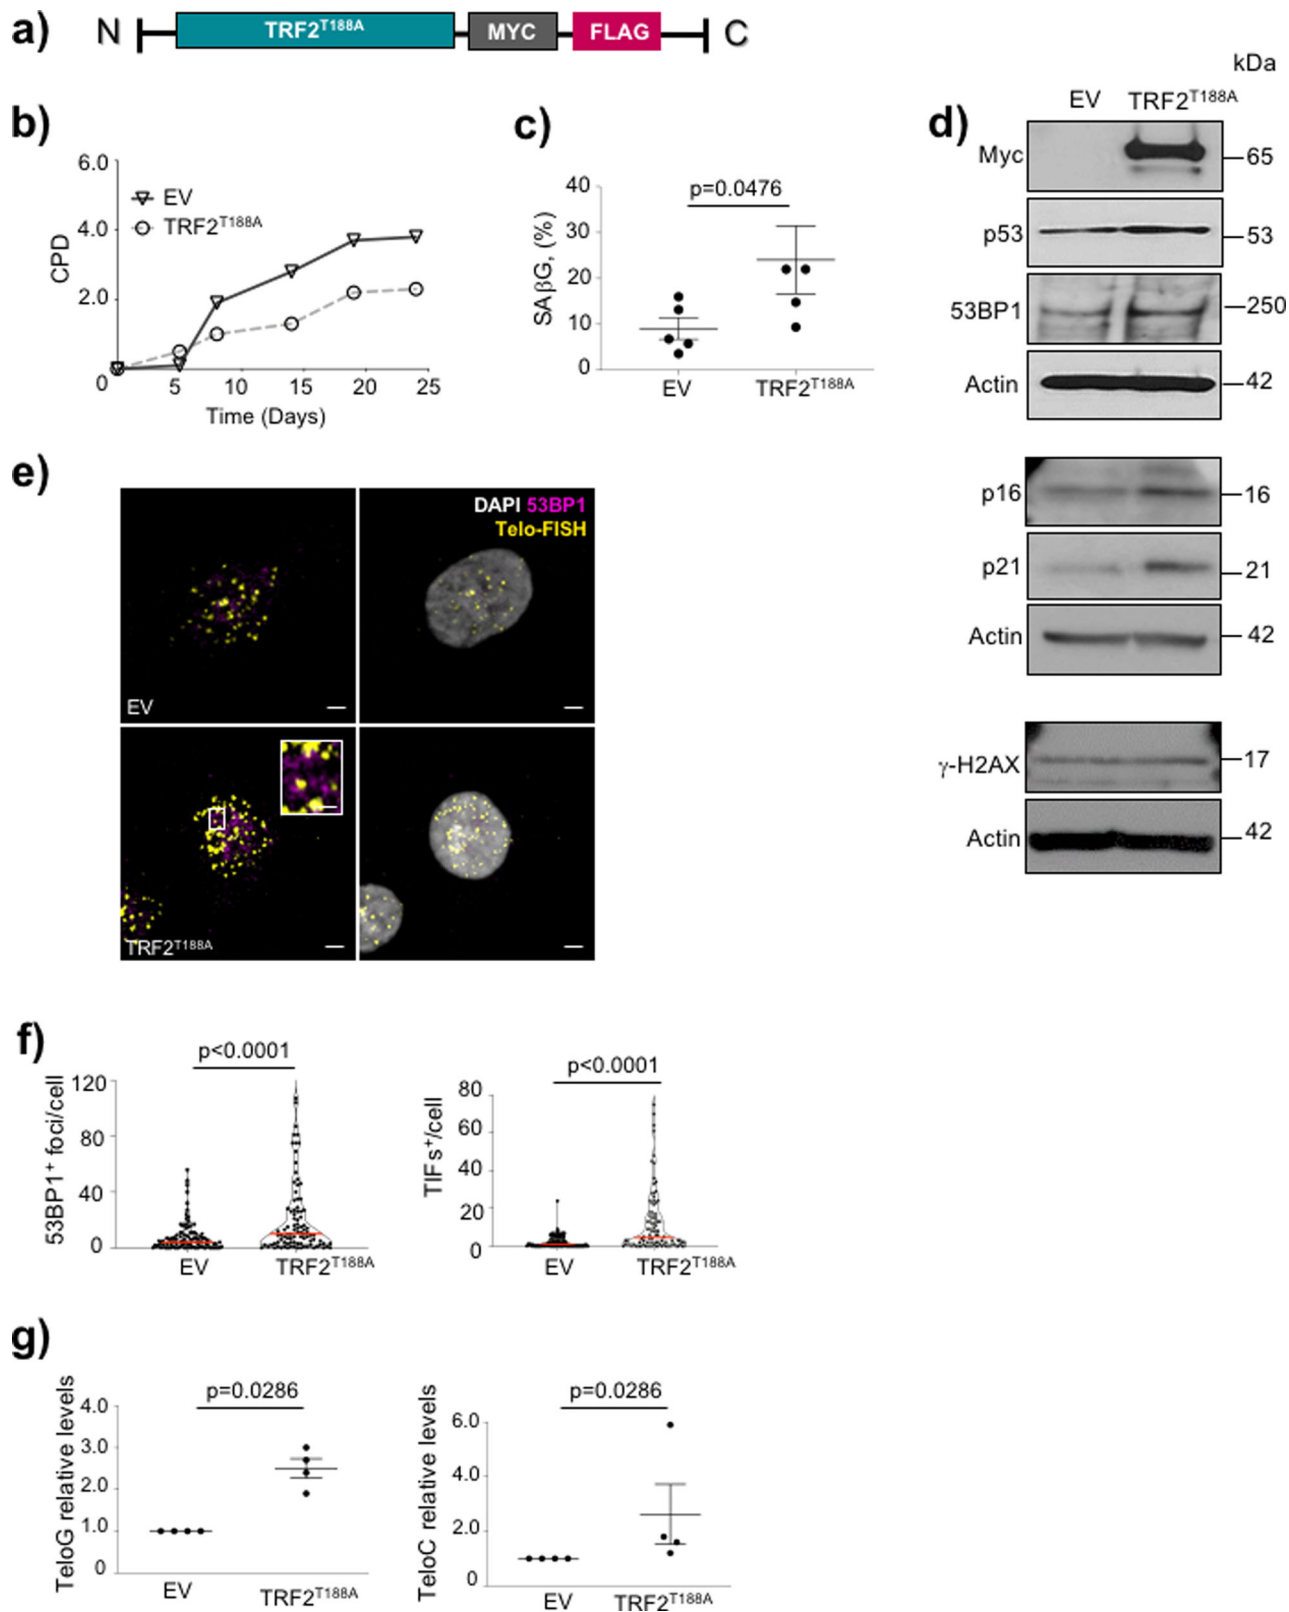 a) N TRF2T188A MYC FLAG C
b)
CPD
6.0
4.0
2.0
0
EV
TRF2T188A
5 10 15 20 25
Time (Days)
c)
SAβG, (%)
p=0.0476
40
30
20
10
0
EV TRF2T188A
d)
kDa
EV TRF2T188A
Myc 65
p53 53
53BP1 250
Actin 42
p16 16
p21 21
Actin 42
γ-H2AX 17
Actin 42
e)
DAPI 53BP1
Telo-FISH
EV
TRF2T188A
f)
53BP1+ foci/cell
p<0.0001
120
80
40
0
EV TRF2T188A
TIFs+/cell
p<0.0001
80
60
40
20
0
EV TRF2T188A
g)
TeloG relative levels
p=0.0286
4.0
3.0
2.0
1.0
0
EV TRF2T188A
TeloC relative levels
p=0.0286
6.0
4.0
2.0
0
EV TRF2T188A